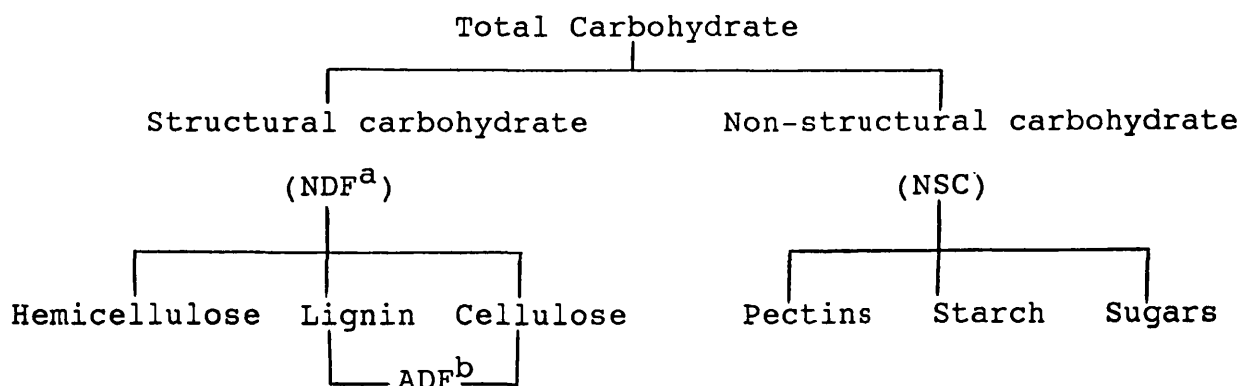 Total Carbohydrate
Structural carbohydrate Non-structural carbohydrate
(NDFa) (NSC)
Hemicellulose Lignin Cellulose Pectins Starch Sugars
ADFb